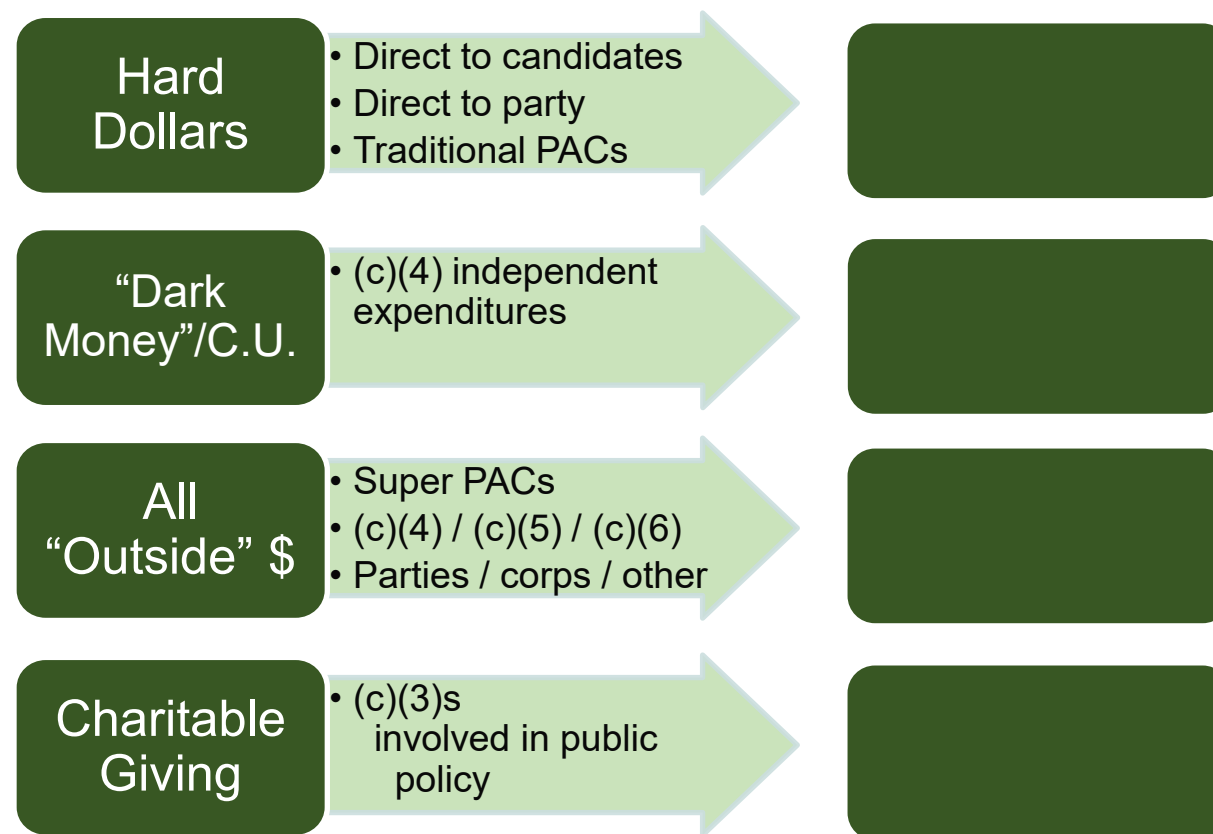 Hard
Dollars
• Direct to candidates
• Direct to party
• Traditional PACs
“Dark
Money”/C.U.
• (c)(4) independent
expenditures
All
“Outside” $
• Super PACs
• (c)(4) / (c)(5) / (c)(6)
• Parties / corps / other
Charitable
Giving
• (c)(3)s
involved in public
policy